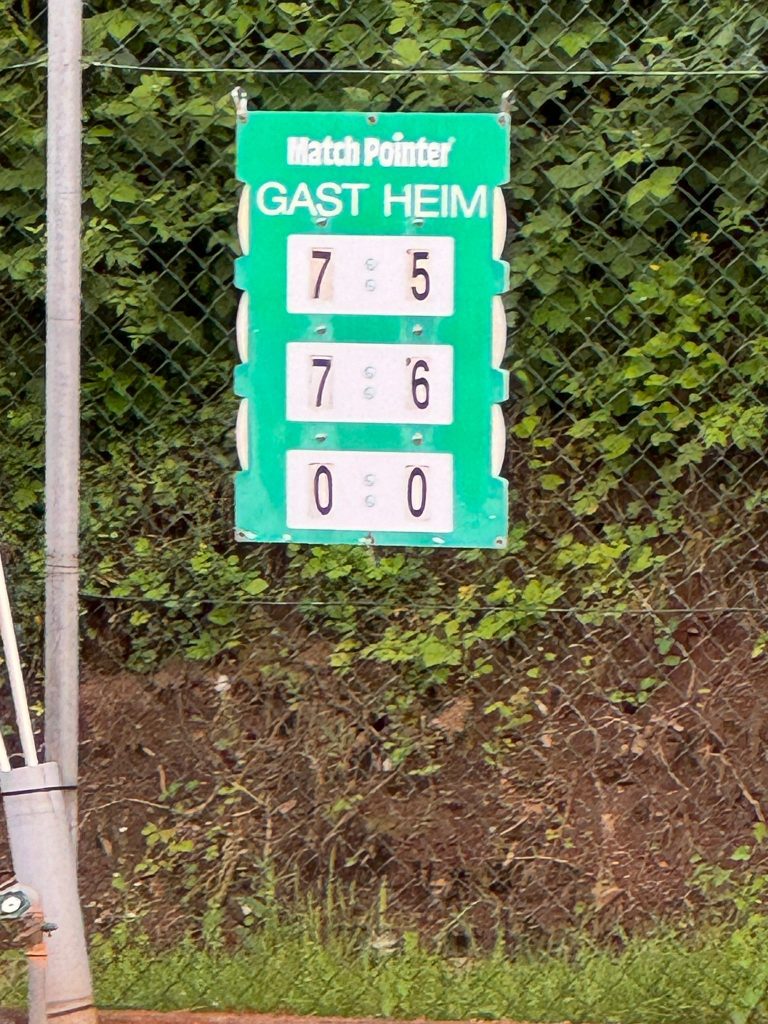 Match Pointer
GAST HEIM
7 : 5
7 : 6
0 : 0